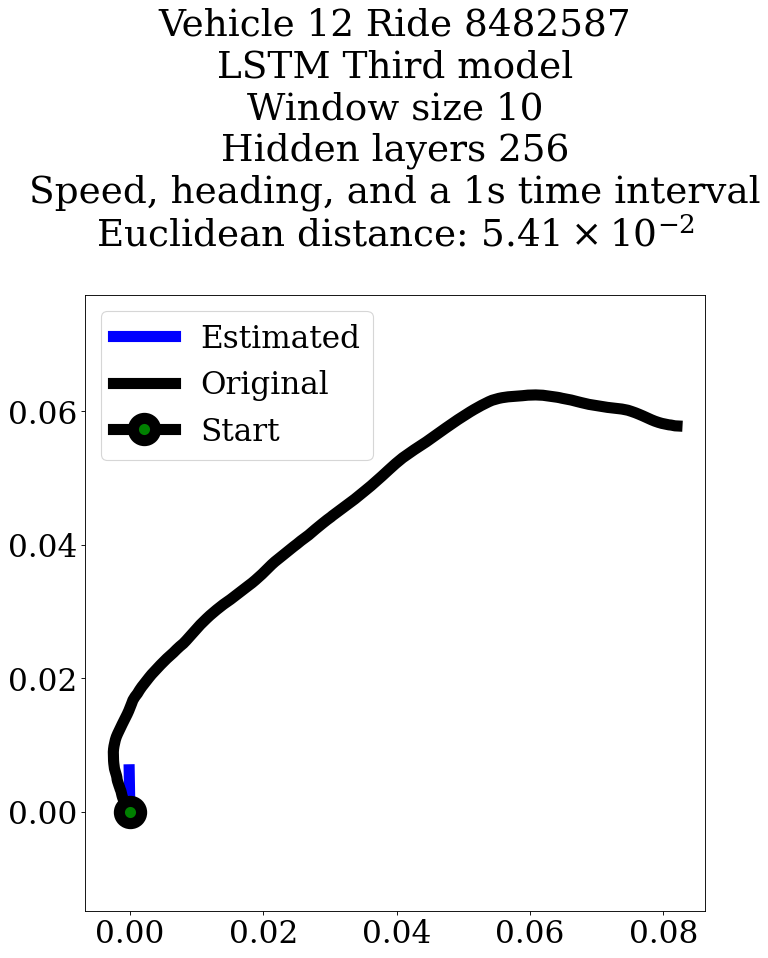 Vehicle 12 Ride 8482587
LSTM Third model
Window size 10
Hidden layers 256
Speed, heading, and a 1s time interval
Euclidean distance: 5.41 × 10⁻²
Estimated
Original
Start
0.06
0.04
0.02
0.00
0.00 0.02 0.04 0.06 0.08